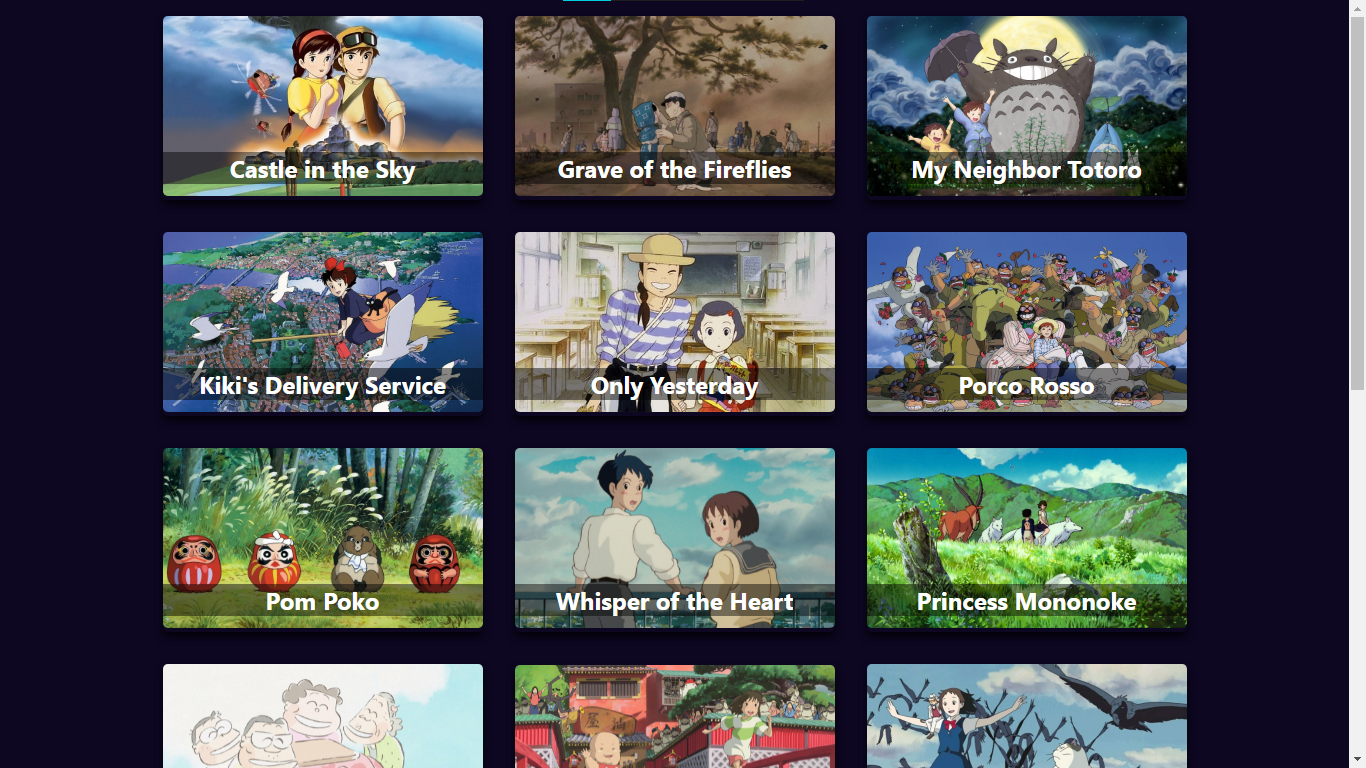 Castle in the Sky
Grave of the Fireflies
My Neighbor Totoro
Kiki's Delivery Service
Only Yesterday
Porco Rosso
Pom Poko
Whisper of the Heart
Princess Mononoke